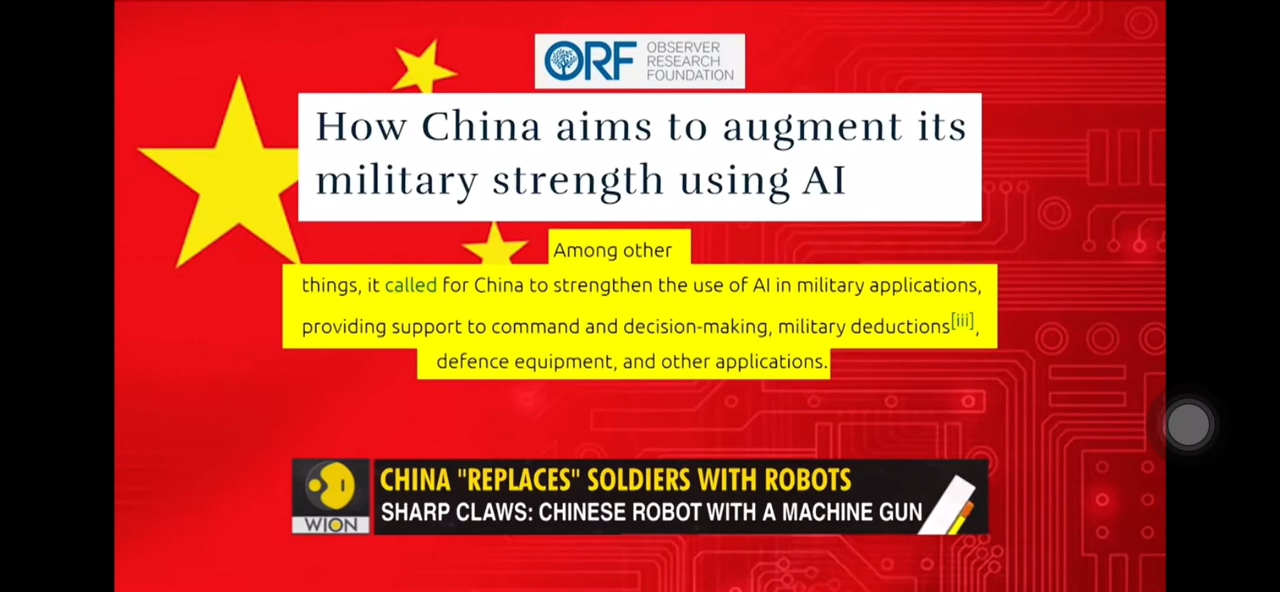 ORF OBSERVER
RESEARCH
FOUNDATION
How China aims to augment its
military strength using AI
Among other
things, it called for China to strengthen the use of AI in military applications,
providing support to command and decision-making, military deductions[iii],
defence equipment, and other applications.
CHINA "REPLACES" SOLDIERS WITH ROBOTS
SHARP CLAWS: CHINESE ROBOT WITH A MACHINE GUN
WION